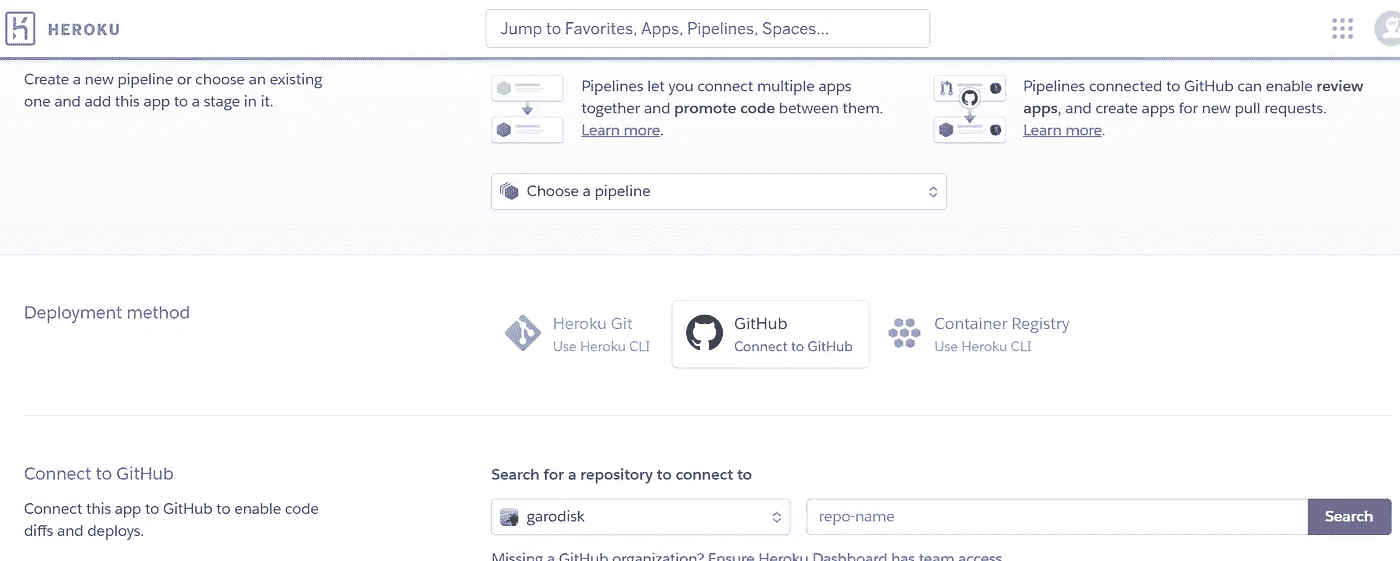 HEROKU
Jump to Favorites, Apps, Pipelines, Spaces...
Create a new pipeline or choose an existing
one and add this app to a stage in it.
Pipelines let you connect multiple apps
together and promote code between them.
Learn more.
Pipelines connected to GitHub can enable review
apps, and create apps for new pull requests.
Learn more.
Choose a pipeline
Deployment method
Heroku Git
Use Heroku CLI
GitHub
Connect to GitHub
Container Registry
Use Heroku CLI
Connect to GitHub
Connect this app to GitHub to enable code
diffs and deploys.
Search for a repository to connect to
garodisk
repo-name
Search
Missing a GitHub organization? Ensure Heroku Dashboard has team access.